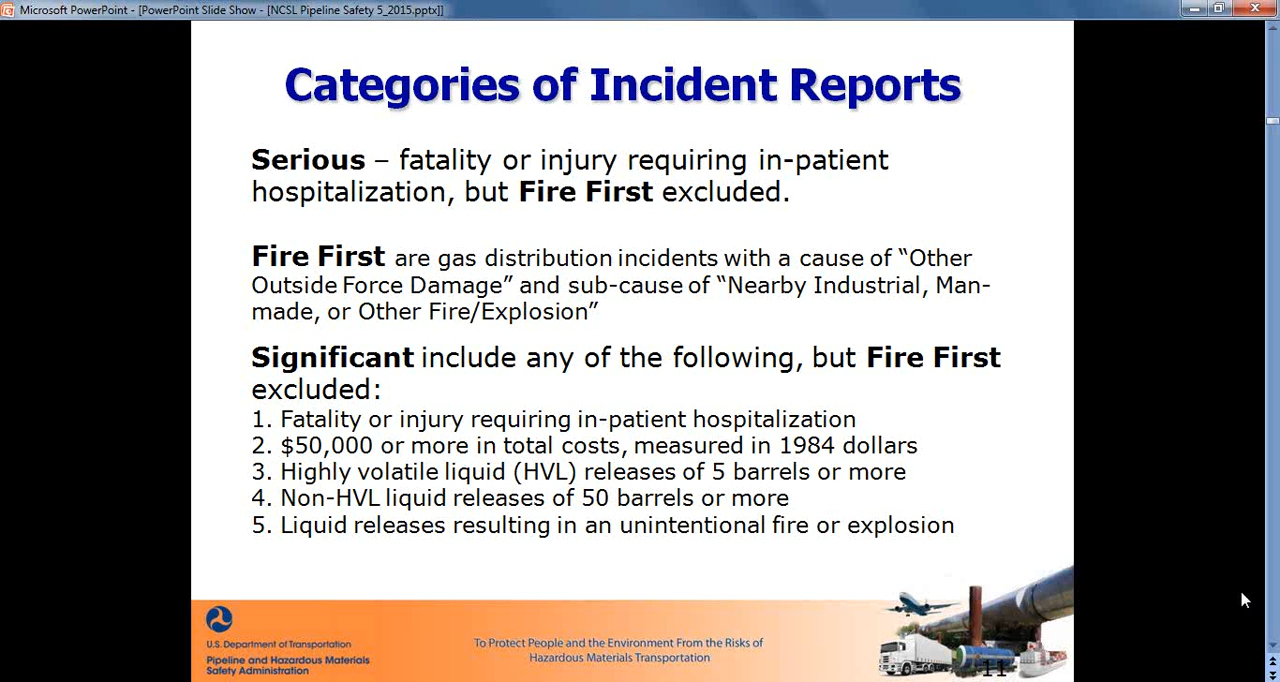 Microsoft PowerPoint - [PowerPoint Slide Show - [NCSL Pipeline Safety 5_2015.pptx]]
Categories of Incident Reports
Serious – fatality or injury requiring in-patient
hospitalization, but Fire First excluded.
Fire First are gas distribution incidents with a cause of “Other
Outside Force Damage” and sub-cause of “Nearby Industrial, Man-
made, or Other Fire/Explosion”
Significant include any of the following, but Fire First
excluded:
1. Fatality or injury requiring in-patient hospitalization
2. $50,000 or more in total costs, measured in 1984 dollars
3. Highly volatile liquid (HVL) releases of 5 barrels or more
4. Non-HVL liquid releases of 50 barrels or more
5. Liquid releases resulting in an unintentional fire or explosion
U.S. Department of Transportation
Pipeline and Hazardous Materials
Safety Administration
To Protect People and the Environment From the Risks of
Hazardous Materials Transportation
11